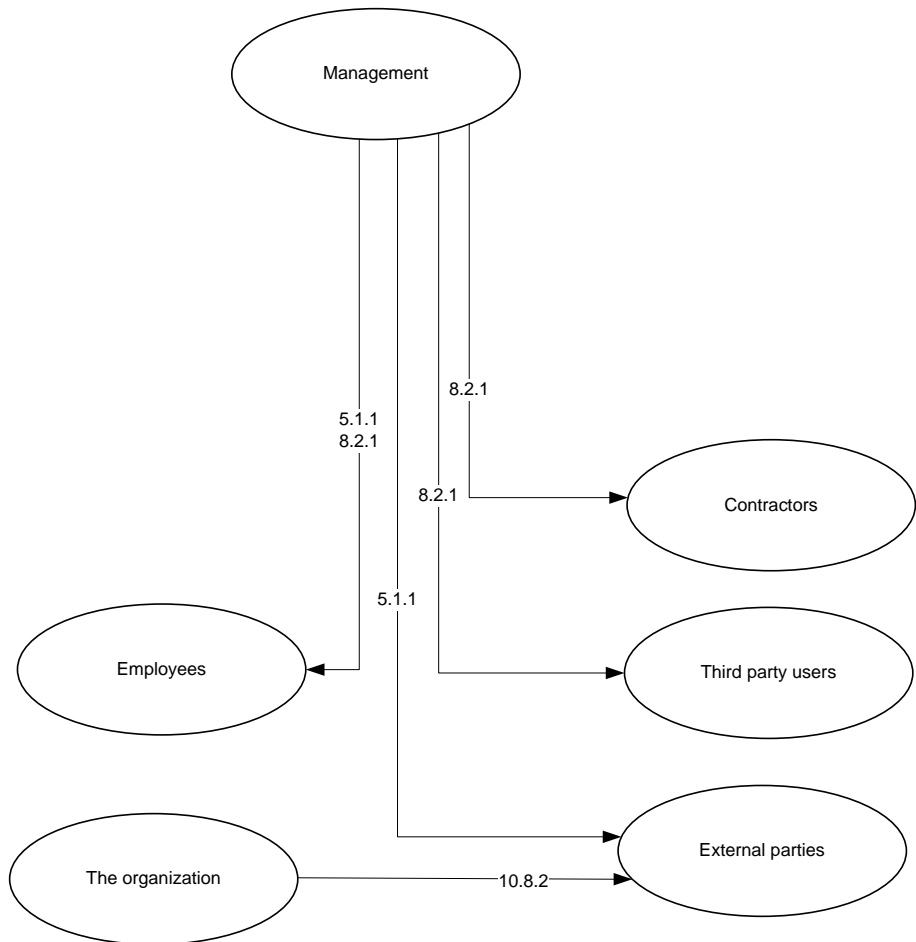 Management
8.2.1
5.1.1
8.2.1
8.2.1
Contractors
5.1.1
Employees
Third party users
External parties
The organization
10.8.2